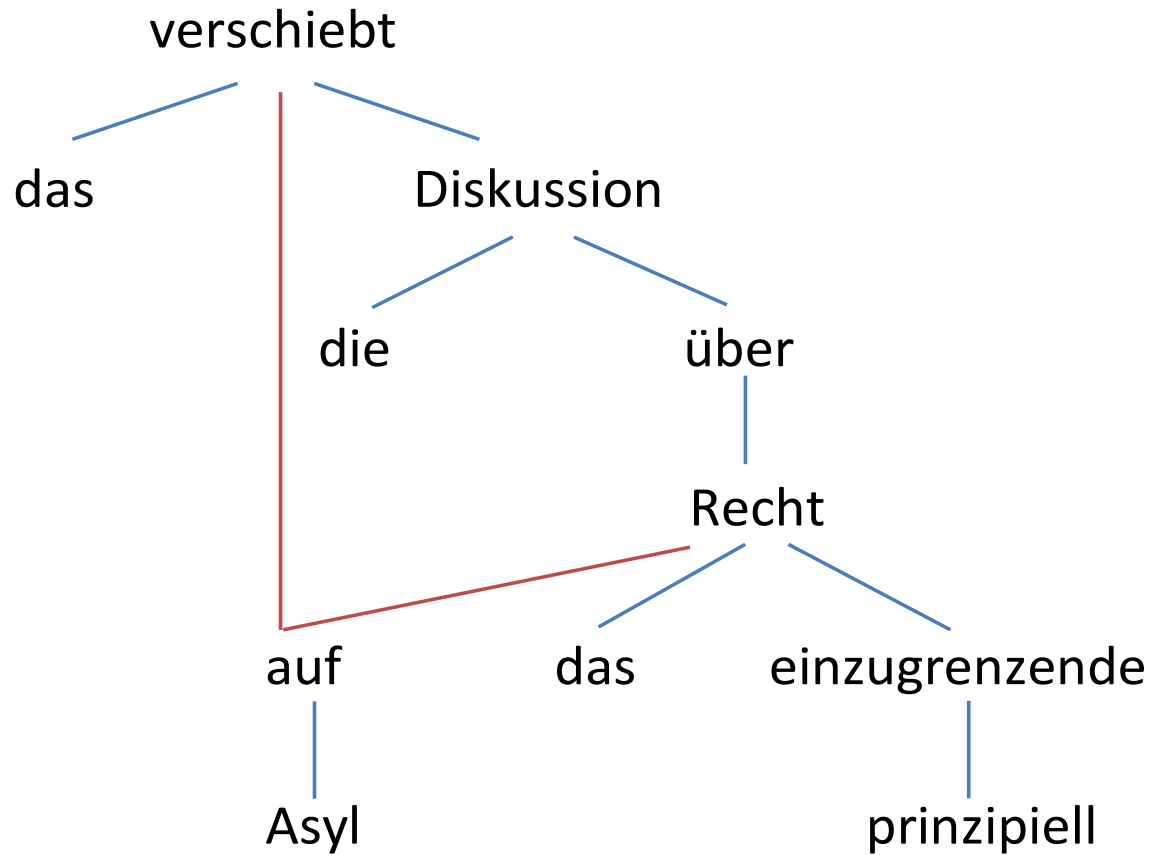 verschiebt
das Diskussion
die über
Recht
auf das einzugrenzende
Asyl prinzipiell